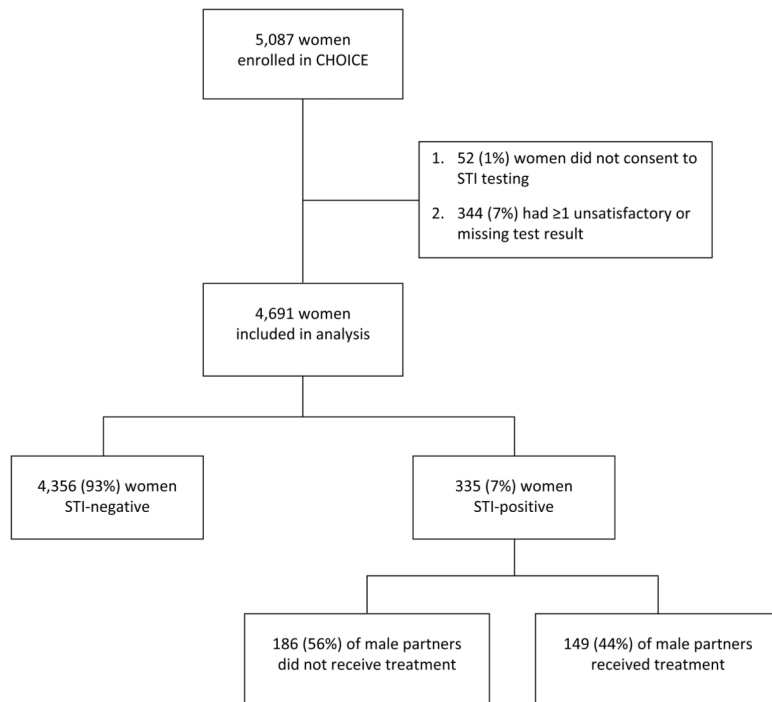 5,087 women
enrolled in CHOICE
1. 52 (1%) women did not consent to
STI testing
2. 344 (7%) had ≥1 unsatisfactory or
missing test result
4,691 women
included in analysis
4,356 (93%) women
STI-negative
335 (7%) women
STI-positive
186 (56%) of male partners
did not receive treatment
149 (44%) of male partners
received treatment